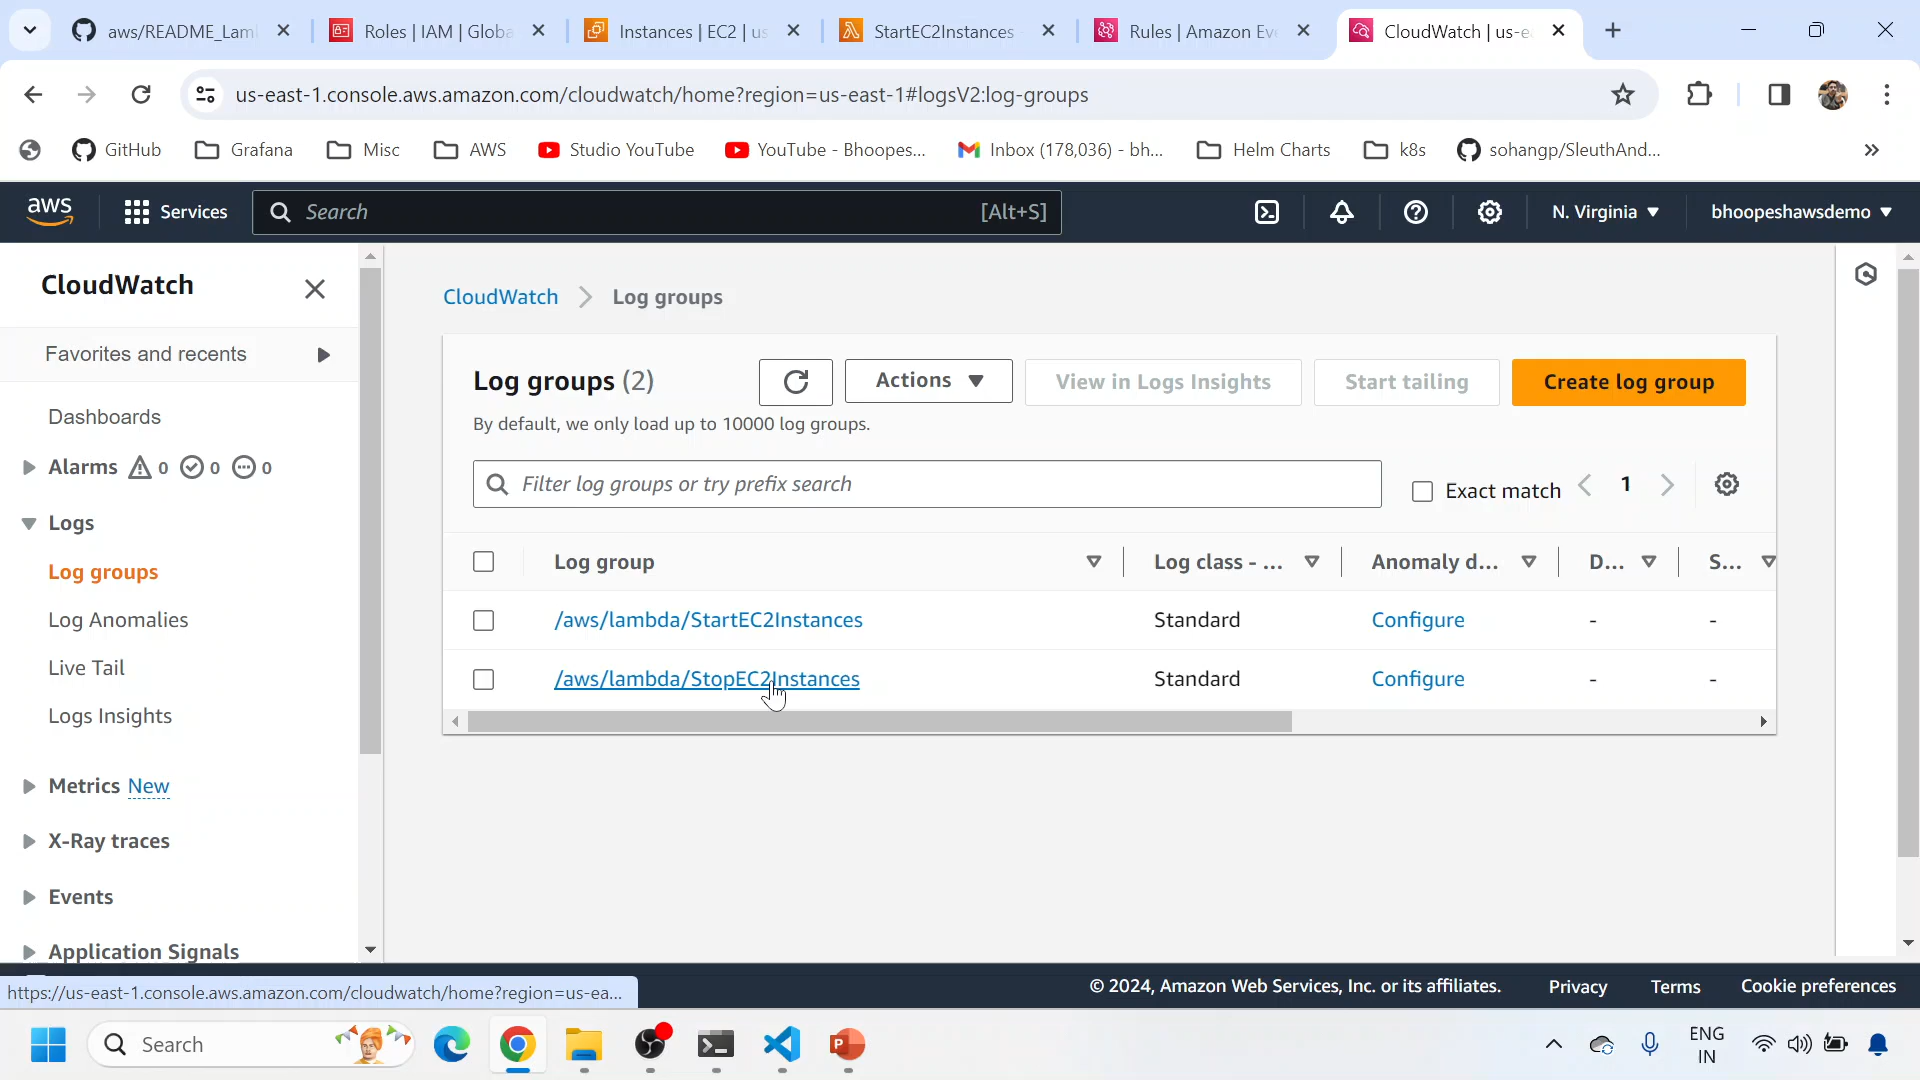 aws/README_Lam
Roles | IAM | Globa
Instances | EC2 | us
StartEC2Instances
Rules | Amazon Ev
CloudWatch | us-e
us-east-1.console.aws.amazon.com/cloudwatch/home?region=us-east-1#logsV2:log-groups
GitHub
Grafana
Misc
AWS
Studio YouTube
YouTube - Bhoopes...
Inbox (178,036) - bh...
Helm Charts
k8s
sohangp/SleuthAnd...
aws
Services
Search
[Alt+S]
N. Virginia
bhoopeshawsdemo
CloudWatch
Favorites and recents
Dashboards
Alarms 0 0 0
Logs
Log groups
Log Anomalies
Live Tail
Logs Insights
Metrics New
X-Ray traces
Events
Application Signals
CloudWatch
Log groups
Log groups (2)
Actions
View in Logs Insights
Start tailing
Create log group
By default, we only load up to 10000 log groups.
Filter log groups or try prefix search
Exact match
1
Log group
Log class - ...
Anomaly d...
D...
S...
/aws/lambda/StartEC2Instances
Standard
Configure
-
-
/aws/lambda/StopEC2Instances
Standard
Configure
-
-
https://us-east-1.console.aws.amazon.com/cloudwatch/home?region=us-ea...
© 2024, Amazon Web Services, Inc. or its affiliates.
Privacy
Terms
Cookie preferences
Search
ENG
IN